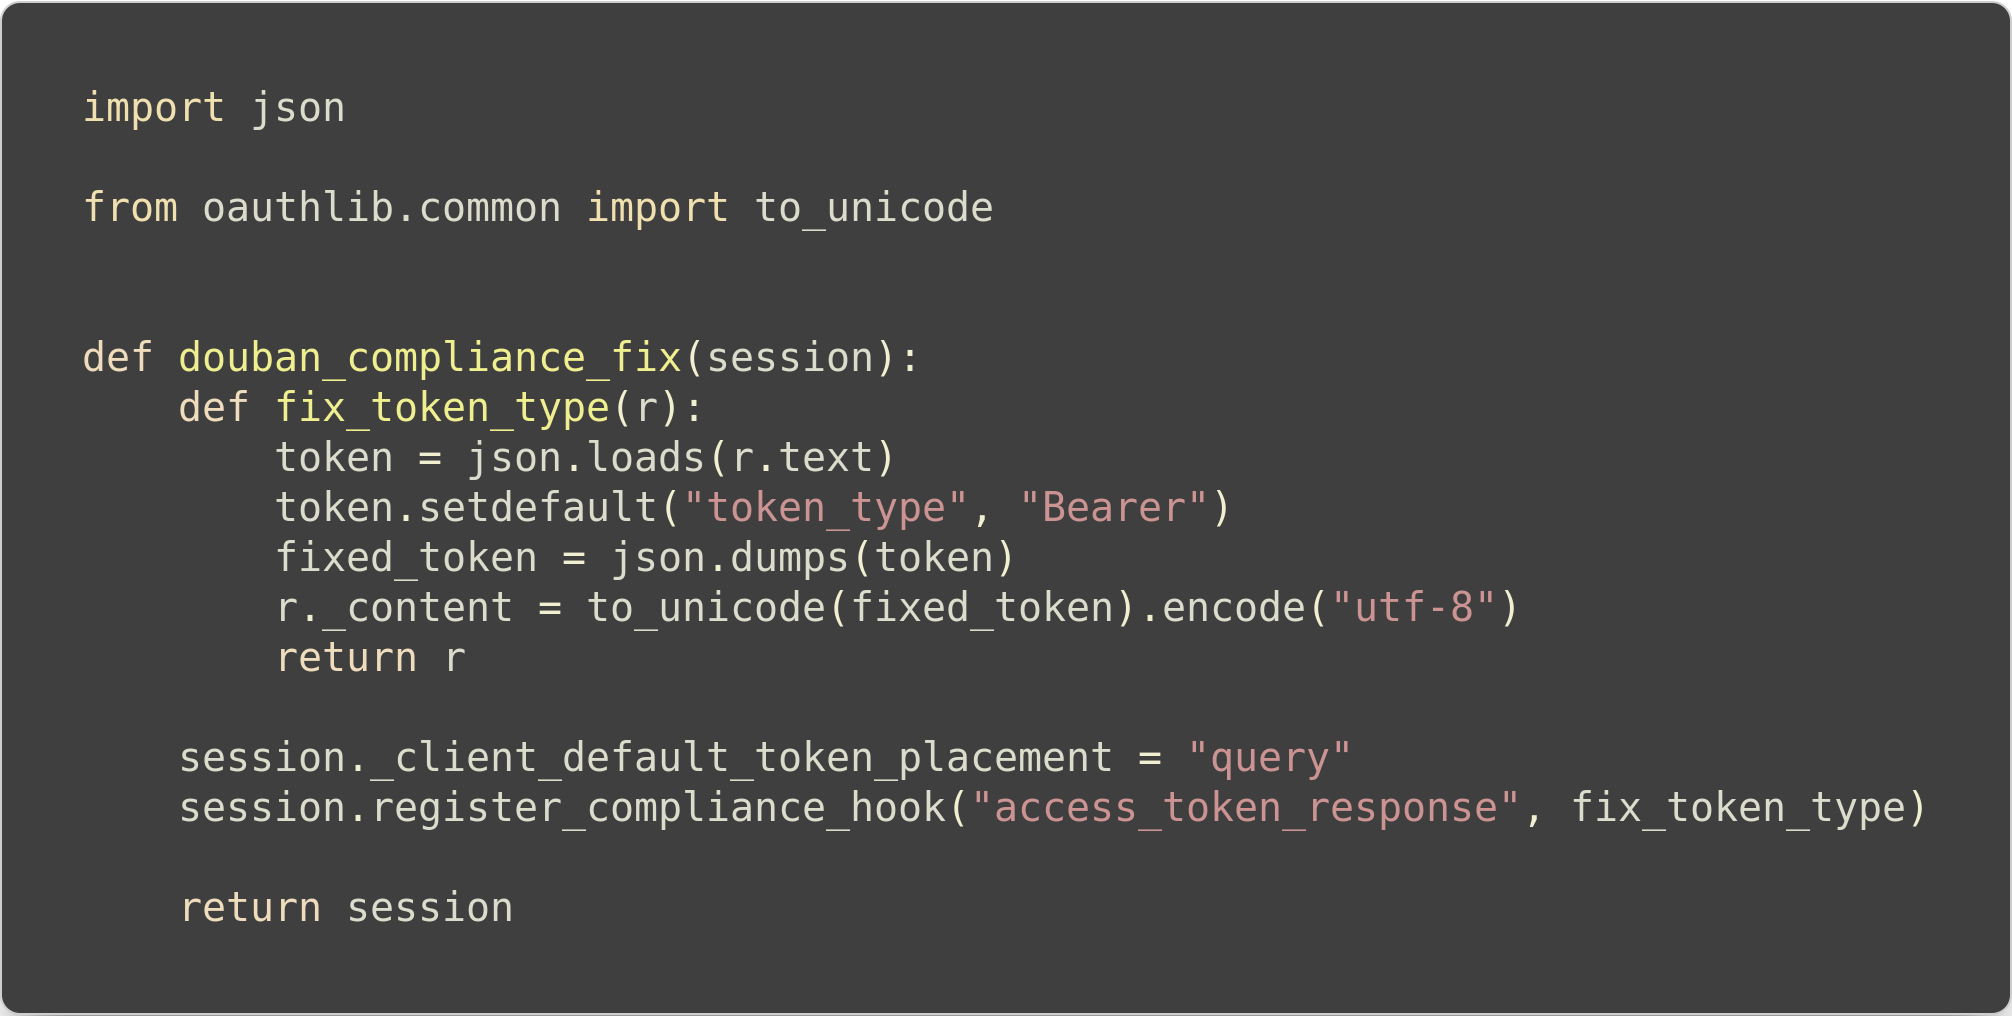 import json

from oauthlib.common import to_unicode


def douban_compliance_fix(session):
    def fix_token_type(r):
        token = json.loads(r.text)
        token.setdefault("token_type", "Bearer")
        fixed_token = json.dumps(token)
        r._content = to_unicode(fixed_token).encode("utf-8")
        return r

    session._client_default_token_placement = "query"
    session.register_compliance_hook("access_token_response", fix_token_type)

    return session